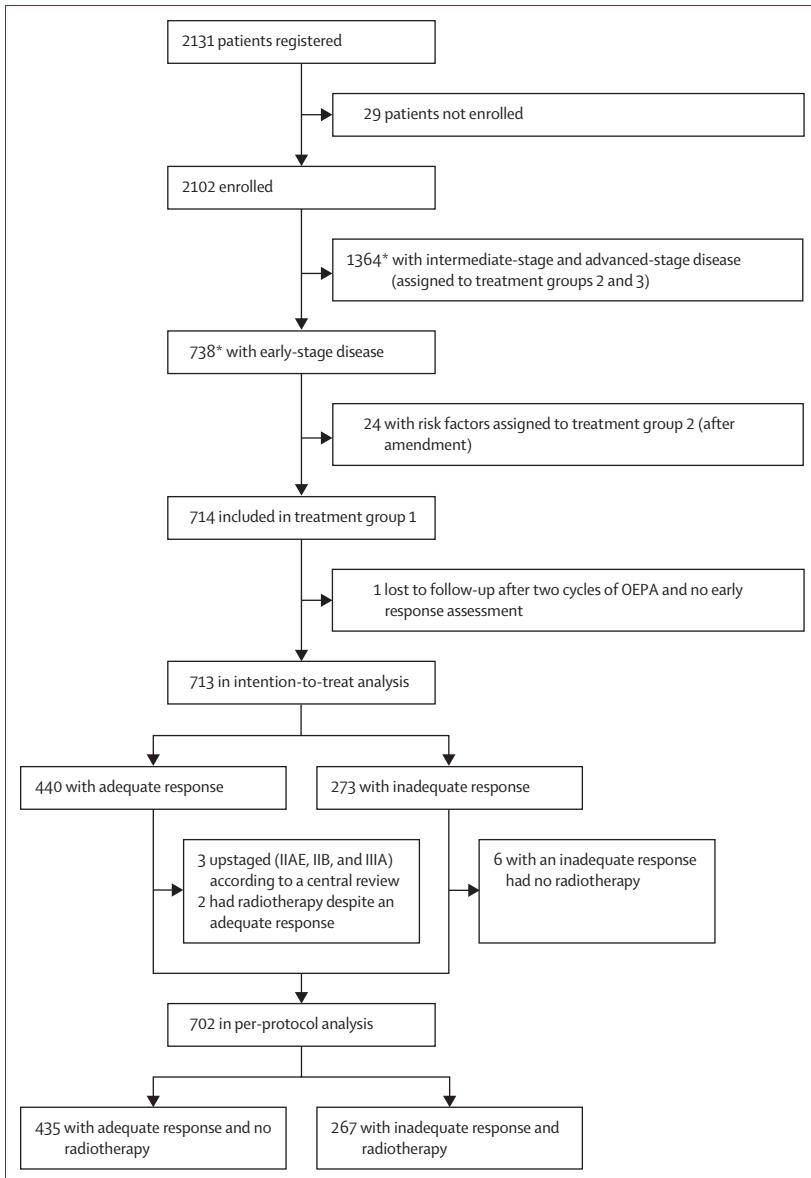 2131 patients registered
29 patients not enrolled
2102 enrolled
1364* with intermediate-stage and advanced-stage disease
(assigned to treatment groups 2 and 3)
738* with early-stage disease
24 with risk factors assigned to treatment group 2 (after
amendment)
714 included in treatment group 1
1 lost to follow-up after two cycles of OEPA and no early
response assessment
713 in intention-to-treat analysis
440 with adequate response
273 with inadequate response
3 upstaged (IIAE, IIB, and IIIA)
according to a central review
2 had radiotherapy despite an
adequate response
6 with an inadequate response
had no radiotherapy
702 in per-protocol analysis
435 with adequate response and no
radiotherapy
267 with inadequate response and
radiotherapy